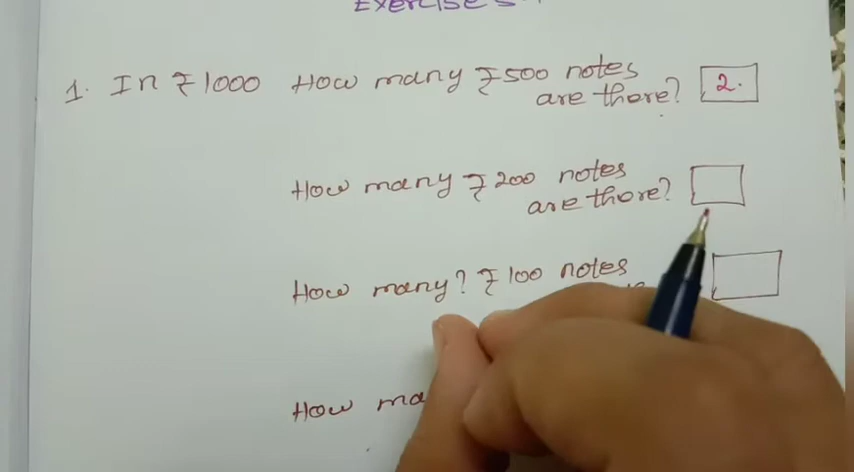 Exercise
1. In ₹1000 How many ₹500 notes
are there? 2.
How many ₹200 notes
are there?
How many? ₹100 notes
How